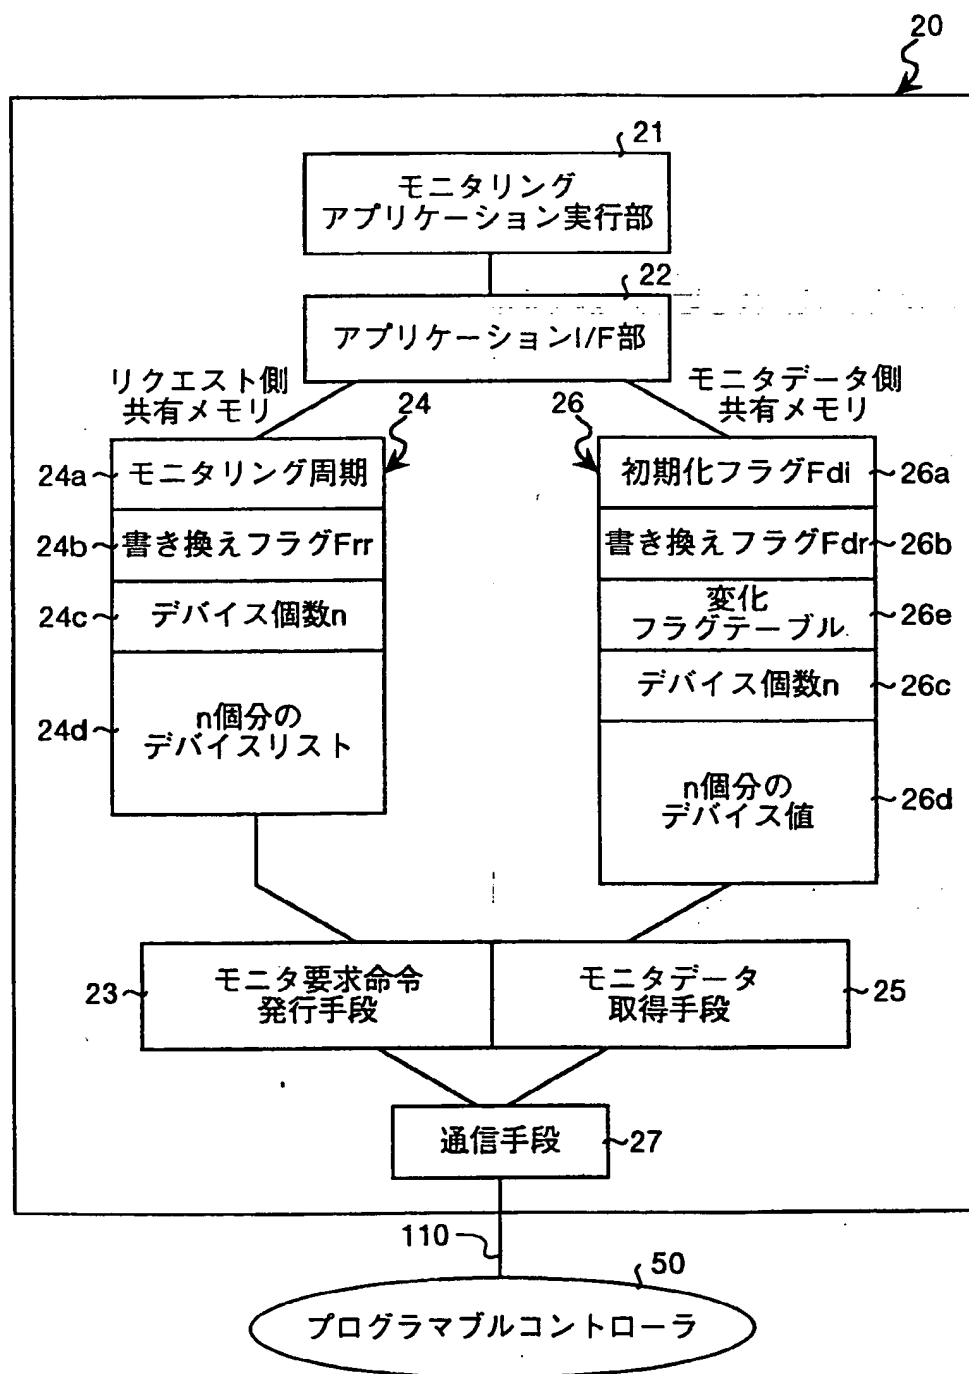 20
21
モニタリング
アプリケーション実行部
22
アプリケーションI/F部
リクエスト側
共有メモリ
24
26
モニタデータ側
共有メモリ
24a
モニタリング周期
24b
書き換えフラグFrr
24c
デバイス個数n
24d
n個分の
デバイスリスト
初期化フラグFdi
26a
書き換えフラグFdr
26b
変化
フラグテーブル
26e
デバイス個数n
26c
n個分の
デバイス値
26d
23
モニタ要求命令
発行手段
モニタデータ
取得手段
25
通信手段
27
110
50
プログラマブルコントローラ